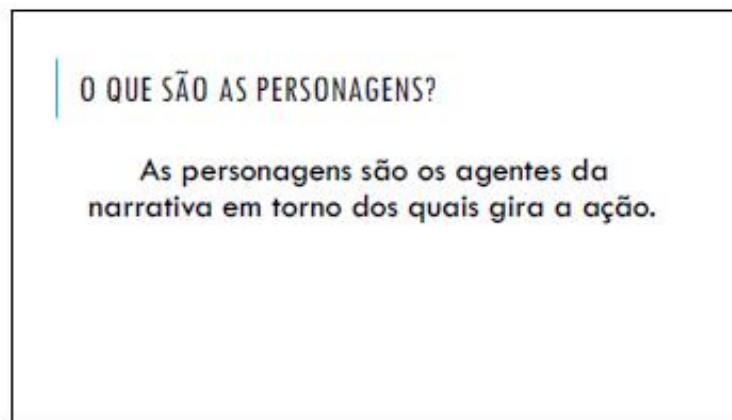 O QUE SÃO AS PERSONAGENS?
As personagens são os agentes da
narrativa em torno dos quais gira a ação.